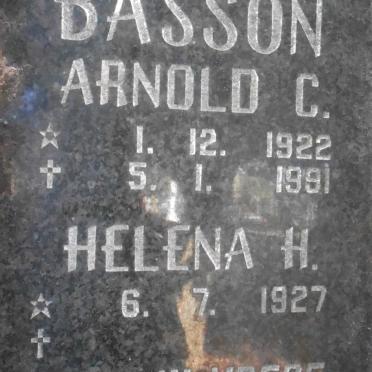 BASSON
ARNOLD C.
☆ 1. 12. 1922
✝ 5. 1. 1991
HELENA H.
☆ 6. 7. 1927
✝